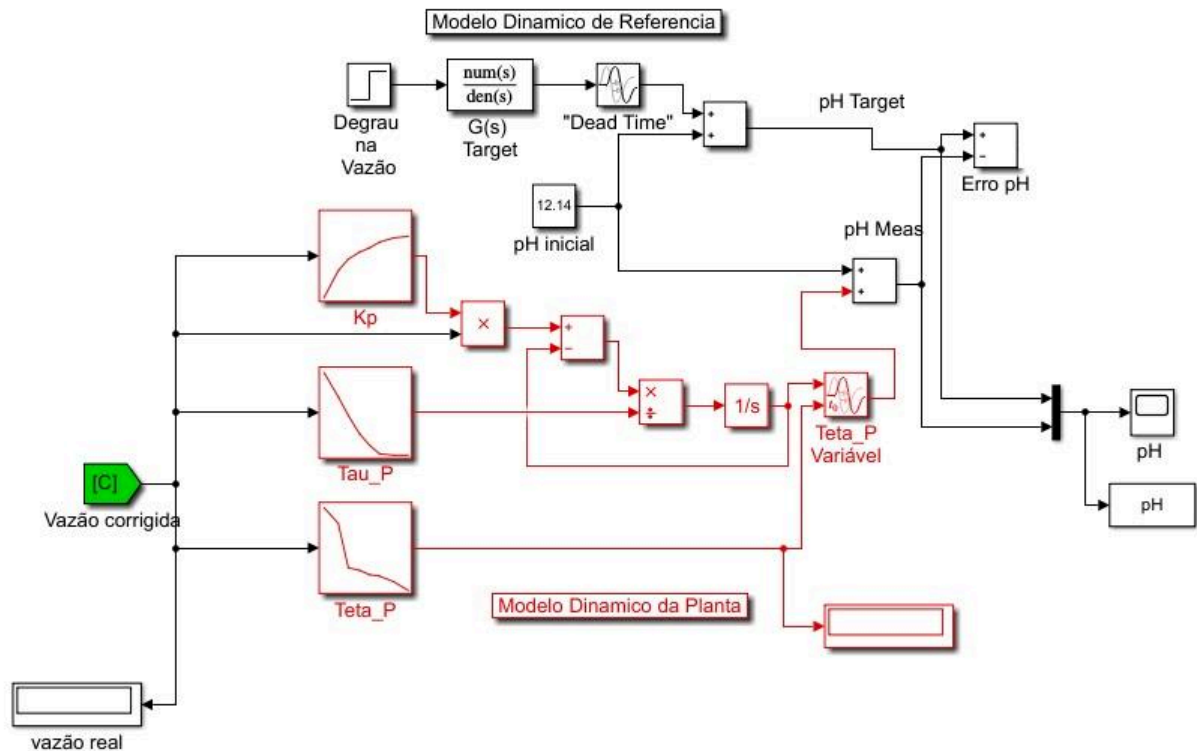 Modelo Dinamico de Referencia
num(s)
den(s)
Degrau
na
Vazão
G(s)
Target
"Dead Time"
pH Target
+
+
+
−
Erro pH
12.14
pH inicial
pH Meas
+
+
Kp
×
+
−
×
÷
1/s
Tau_P
Teta_P
Variável
pH
pH
[C]
Vazão corrigida
Teta_P
Modelo Dinamico da Planta
vazão real